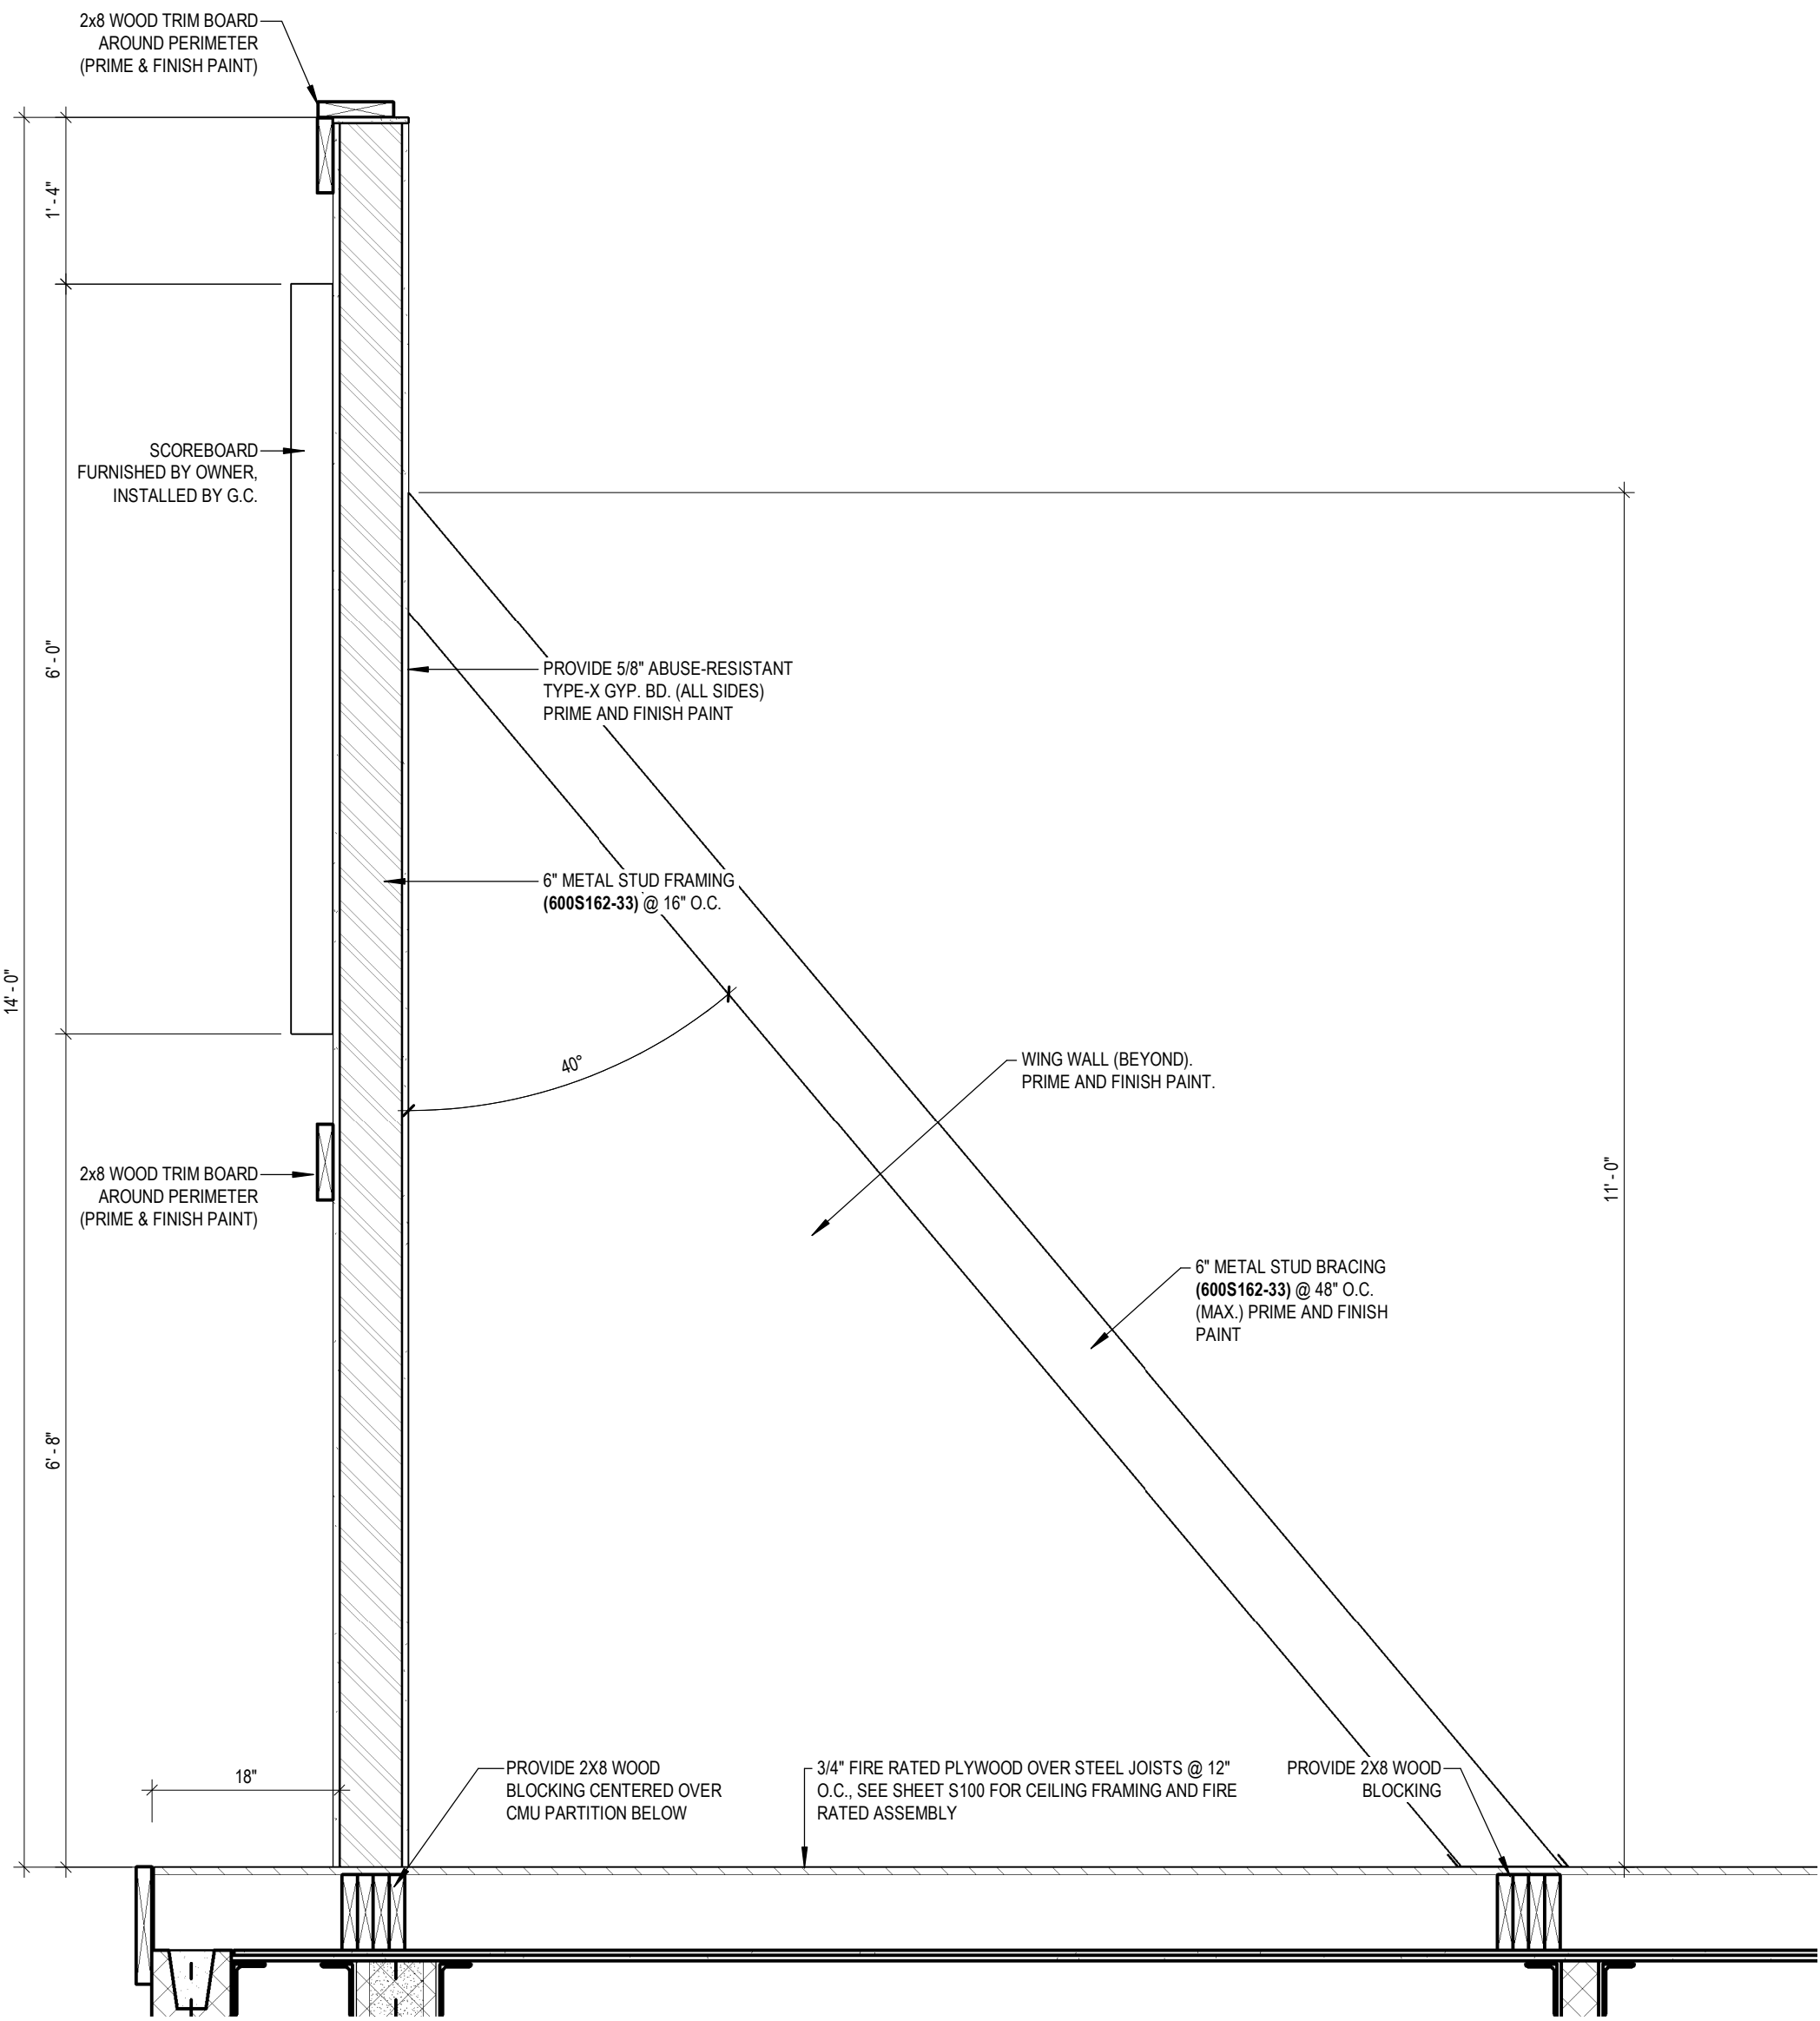 2x8 WOOD TRIM BOARD
AROUND PERIMETER
(PRIME & FINISH PAINT)
1' - 4"
SCOREBOARD
FURNISHED BY OWNER,
INSTALLED BY G.C.
6' - 0"
PROVIDE 5/8" ABUSE-RESISTANT
TYPE-X GYP. BD. (ALL SIDES)
PRIME AND FINISH PAINT
6" METAL STUD FRAMING
(600S162-33) @ 16" O.C.
14' - 0"
40°
WING WALL (BEYOND).
PRIME AND FINISH PAINT.
2x8 WOOD TRIM BOARD
AROUND PERIMETER
(PRIME & FINISH PAINT)
11' - 0"
6" METAL STUD BRACING
(600S162-33) @ 48" O.C.
(MAX.) PRIME AND FINISH
PAINT
6' - 8"
18"
PROVIDE 2X8 WOOD
BLOCKING CENTERED OVER
CMU PARTITION BELOW
3/4" FIRE RATED PLYWOOD OVER STEEL JOISTS @ 12"
O.C., SEE SHEET S100 FOR CEILING FRAMING AND FIRE
RATED ASSEMBLY
PROVIDE 2X8 WOOD
BLOCKING